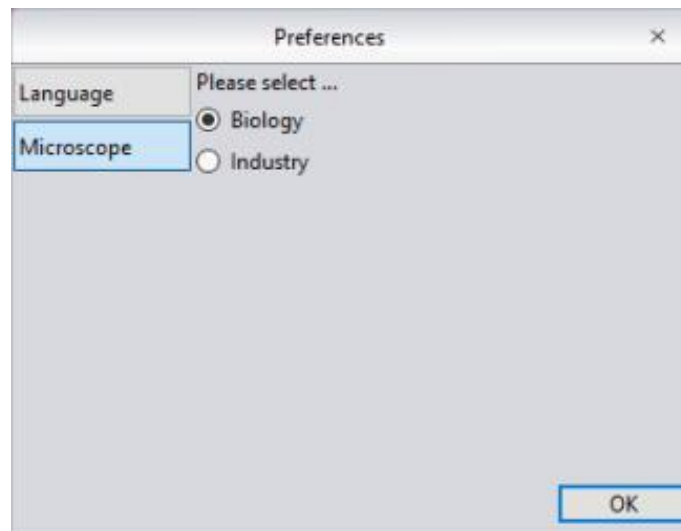 Preferences
Language
Microscope
Please select ...
Biology
Industry
OK